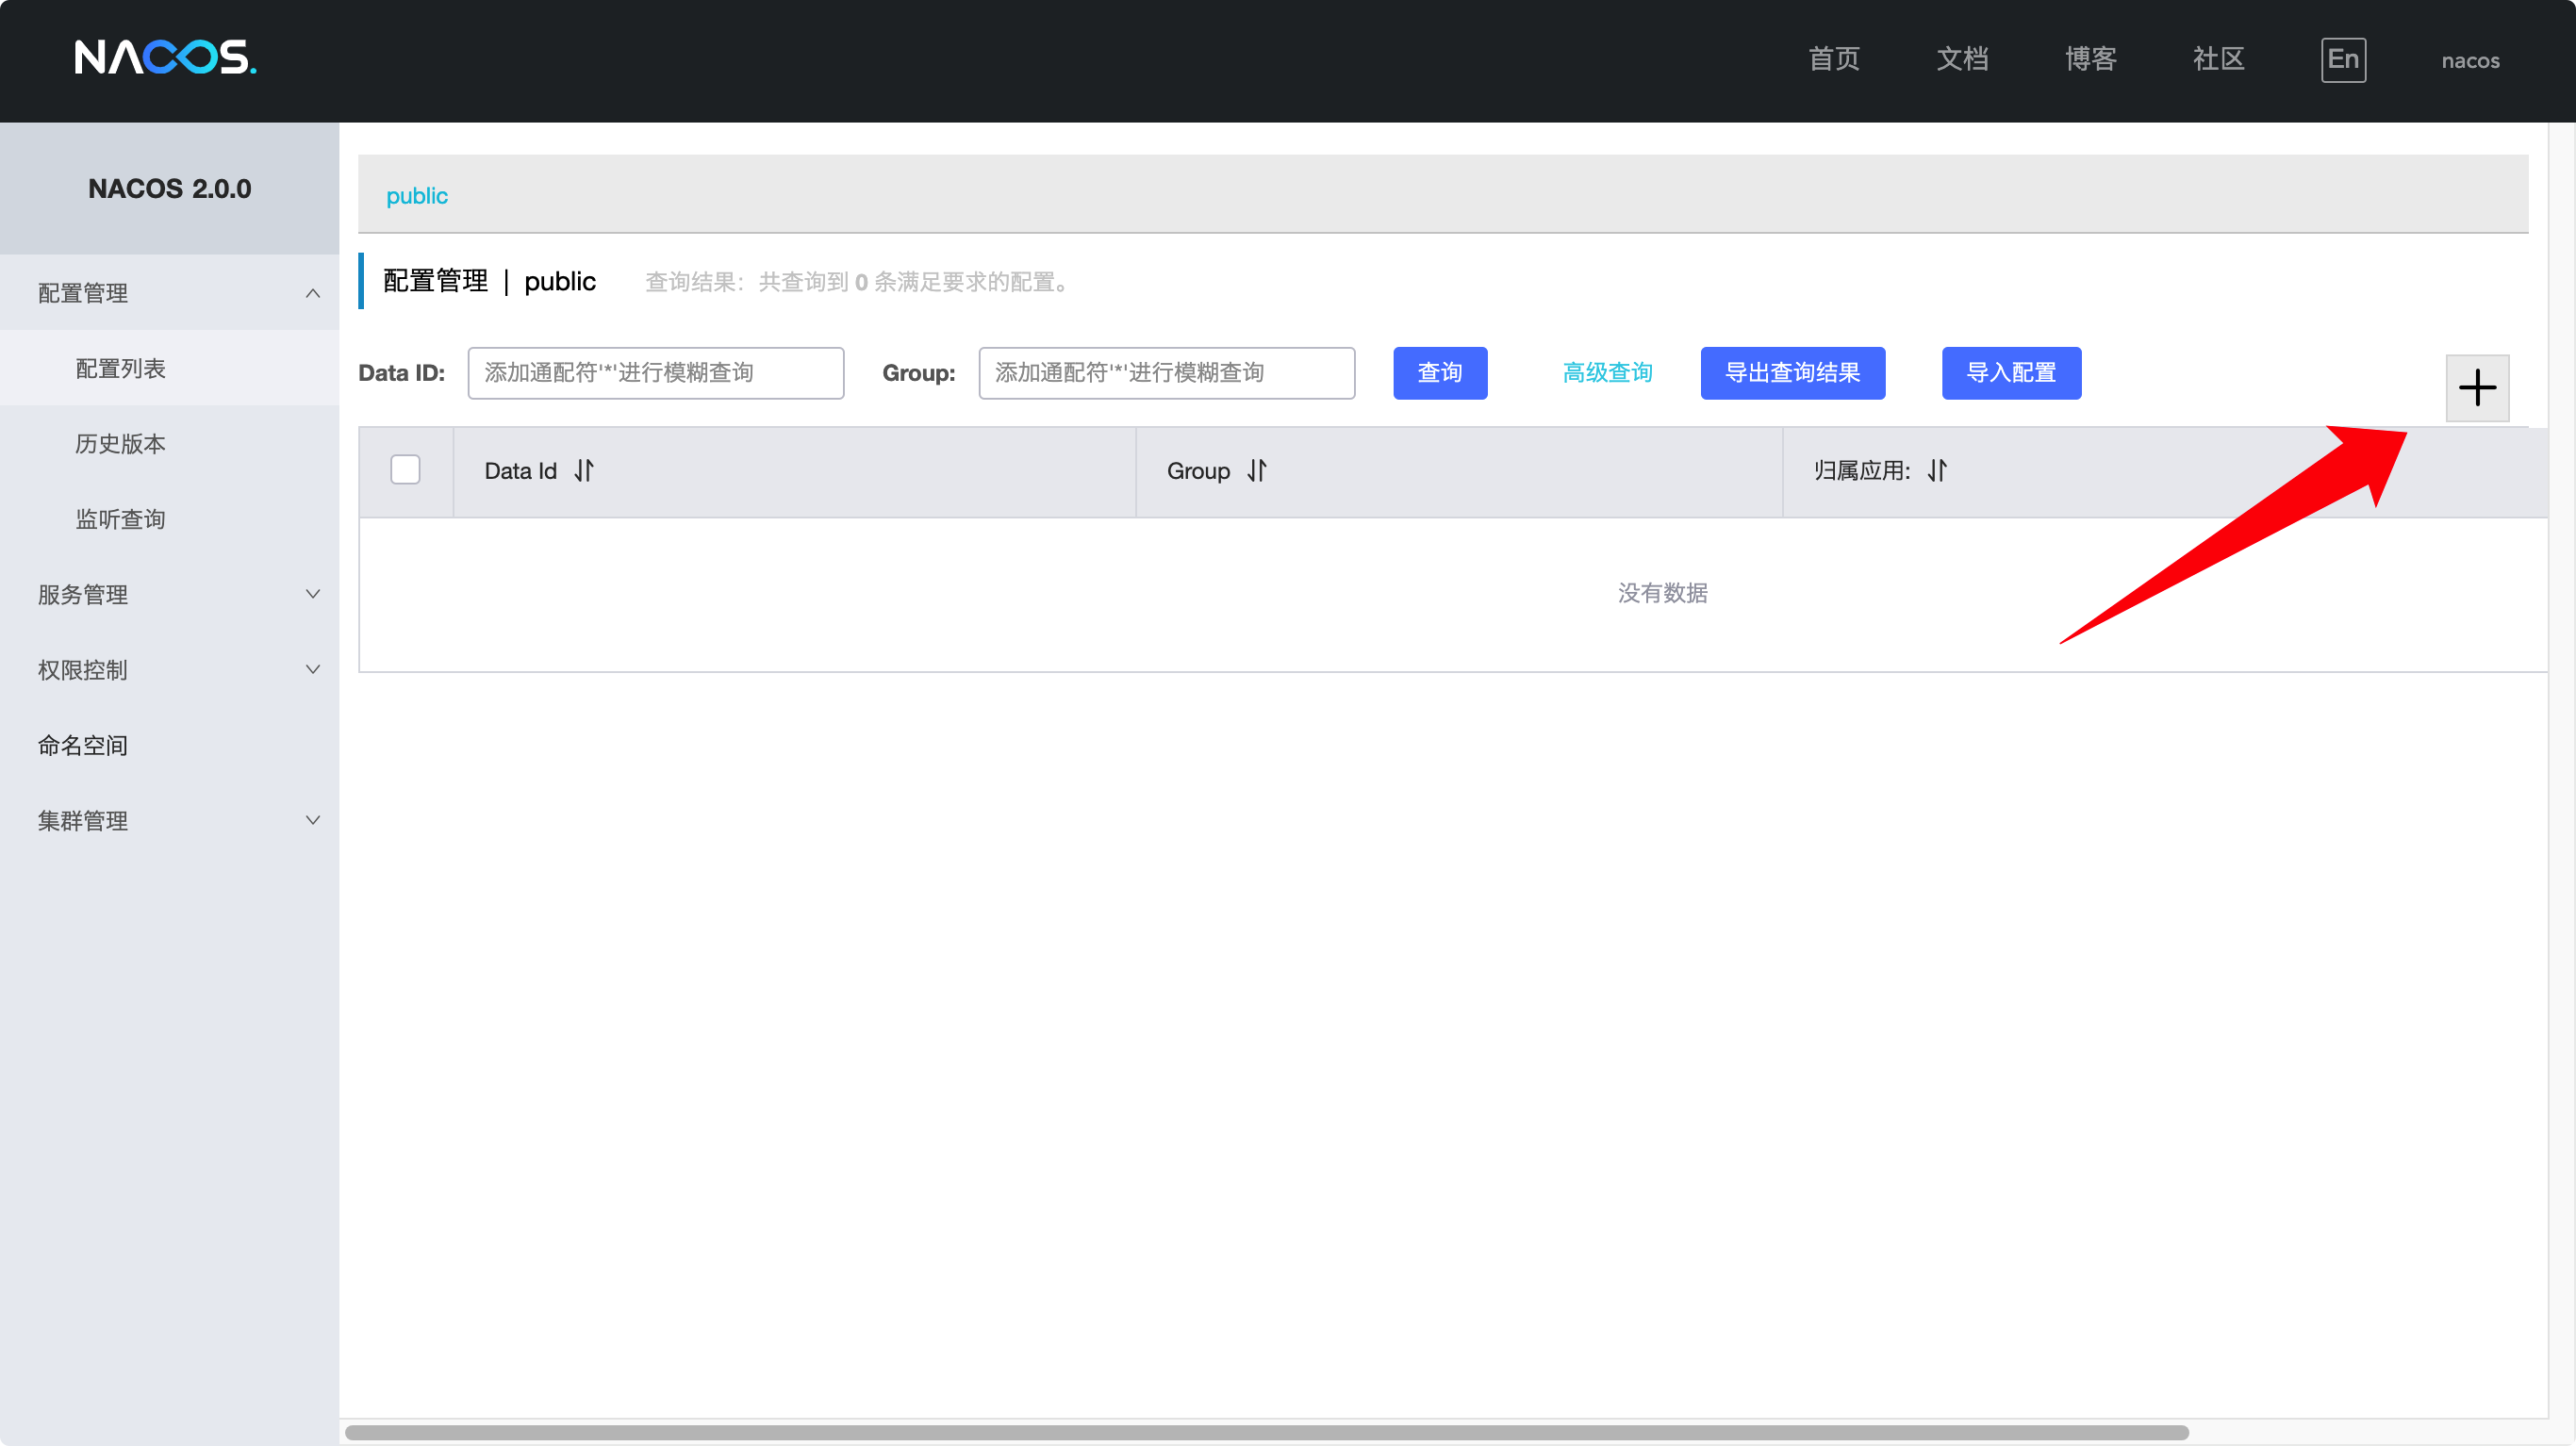 NACOS.
首页 文档 博客 社区 En nacos
NACOS 2.0.0
配置管理
配置列表
历史版本
监听查询
服务管理
权限控制
命名空间
集群管理
public
配置管理 | public 查询结果：共查询到 0 条满足要求的配置。
Data ID: 添加通配符'*'进行模糊查询 Group: 添加通配符'*'进行模糊查询 查询 高级查询 导出查询结果 导入配置
Data Id Group 归属应用:
没有数据